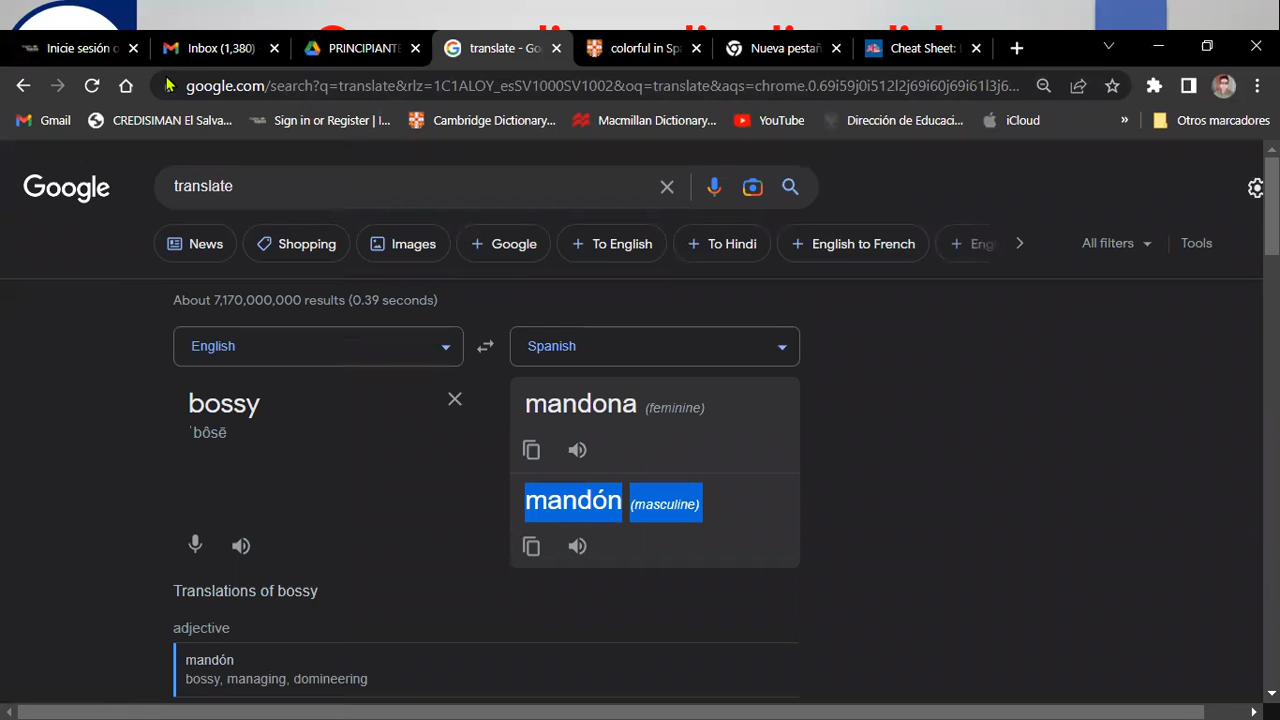 Inicie sesión o
Inbox (1,380)
PRINCIPIANTE
translate - Go
colorful in Sp
Nueva pestañ
Cheat Sheet:
google.com/search?q=translate&rlz=1C1ALOY_esSV1000SV1002&oq=translate&aqs=chrome.0.69i59j0i512l2j69i60j69i61l3j6...
Gmail
CREDISIMAN El Salva...
Sign in or Register | I...
Cambridge Dictionary...
Macmillan Dictionary...
YouTube
Dirección de Educaci...
iCloud
»
Otros marcadores
Google
translate
News
Shopping
Images
+ Google
+ To English
+ To Hindi
+ English to French
+ Eng
All filters
Tools
About 7,170,000,000 results (0.39 seconds)
English
Spanish
bossy
ˈbôsē
mandona (feminine)
mandón (masculine)
Translations of bossy
adjective
mandón
bossy, managing, domineering